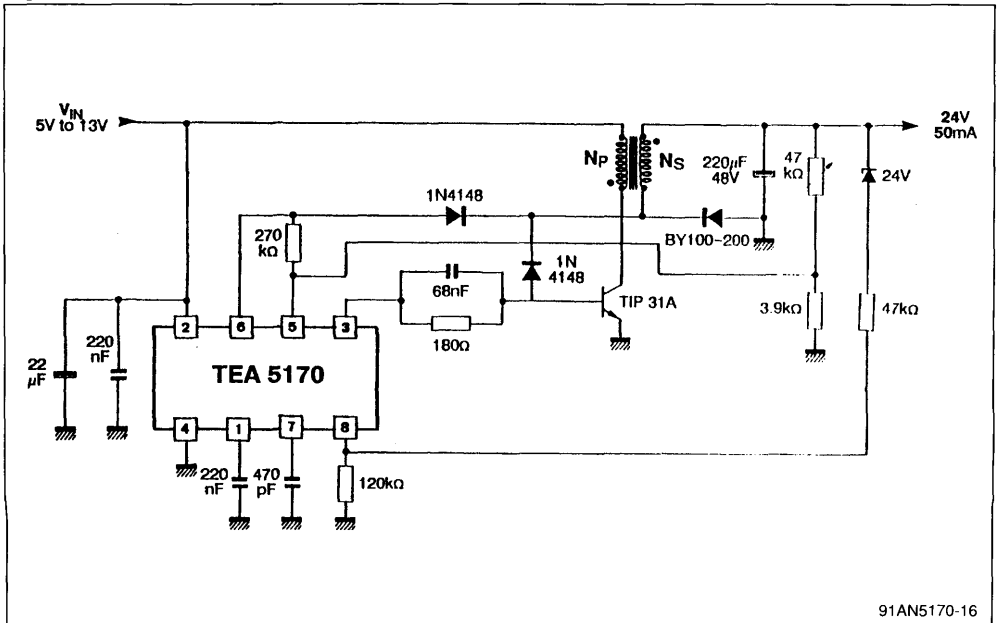 VIN
5V to 13V
24V
50mA
NP
NS
220µF
48V
47
kΩ
24V
1N4148
270
kΩ
BY100-200
1N
4148
68nF
TIP 31A
180Ω
3.9kΩ
47kΩ
2
6
5
3
220
nF
22
µF
TEA 5170
4
1
7
8
220
nF
470
pF
120kΩ
91AN5170-16